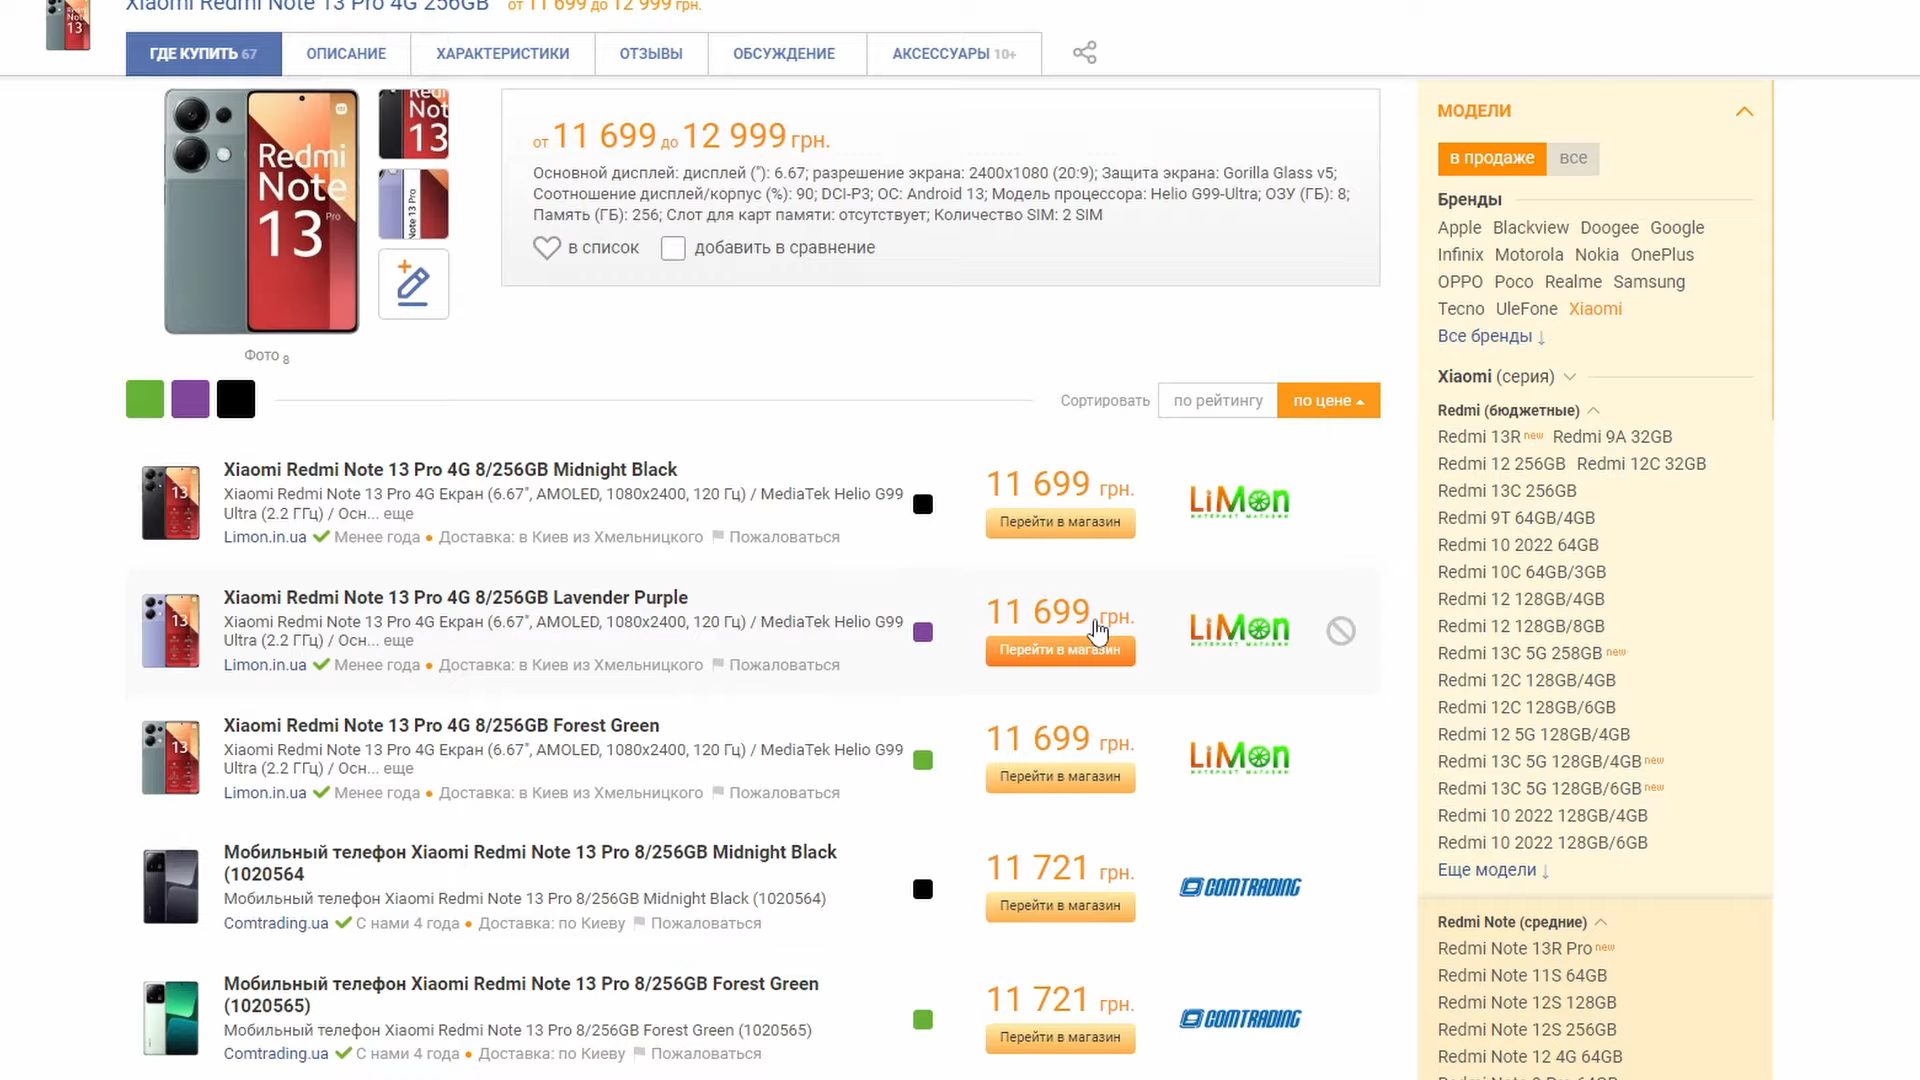 Xiaomi Redmi Note 13 Pro 4G 256GB от 11 699 до 12 999 грн.
ГДЕ КУПИТЬ 67
ОПИСАНИЕ
ХАРАКТЕРИСТИКИ
ОТЗЫВЫ
ОБСУЖДЕНИЕ
АКСЕССУАРЫ 10+
Redmi
Note
13 Pro
Фото 8
от 11 699 до 12 999 грн.
Основной дисплей: дисплей ("): 6.67; разрешение экрана: 2400x1080 (20:9); Защита экрана: Gorilla Glass v5;
Соотношение дисплей/корпус (%): 90; DCI-P3; ОС: Android 13; Модель процессора: Helio G99-Ultra; ОЗУ (ГБ): 8;
Память (ГБ): 256; Слот для карт памяти: отсутствует; Количество SIM: 2 SIM
в список
добавить в сравнение
Сортировать
по рейтингу
по цене
Xiaomi Redmi Note 13 Pro 4G 8/256GB Midnight Black
Xiaomi Redmi Note 13 Pro 4G Екран (6.67", AMOLED, 1080x2400, 120 Гц) / MediaTek Helio G99
Ultra (2.2 ГГц) / Осн... еще
Limon.in.ua Менее года • Доставка: в Киев из Хмельницкого Пожаловаться
11 699 грн.
Перейти в магазин
LiMon
ИНТЕРНЕТ МАГАЗИН
Xiaomi Redmi Note 13 Pro 4G 8/256GB Lavender Purple
Xiaomi Redmi Note 13 Pro 4G Екран (6.67", AMOLED, 1080x2400, 120 Гц) / MediaTek Helio G99
Ultra (2.2 ГГц) / Осн... еще
Limon.in.ua Менее года • Доставка: в Киев из Хмельницкого Пожаловаться
11 699 грн.
Перейти в магазин
LiMon
ИНТЕРНЕТ МАГАЗИН
Xiaomi Redmi Note 13 Pro 4G 8/256GB Forest Green
Xiaomi Redmi Note 13 Pro 4G Екран (6.67", AMOLED, 1080x2400, 120 Гц) / MediaTek Helio G99
Ultra (2.2 ГГц) / Осн... еще
Limon.in.ua Менее года • Доставка: в Киев из Хмельницкого Пожаловаться
11 699 грн.
Перейти в магазин
LiMon
ИНТЕРНЕТ МАГАЗИН
Мобильный телефон Xiaomi Redmi Note 13 Pro 8/256GB Midnight Black
(1020564
Мобильный телефон Xiaomi Redmi Note 13 Pro 8/256GB Midnight Black (1020564)
Comtrading.ua С нами 4 года • Доставка: по Киеву Пожаловаться
11 721 грн.
Перейти в магазин
COMTRADING
Мобильный телефон Xiaomi Redmi Note 13 Pro 8/256GB Forest Green
(1020565)
Мобильный телефон Xiaomi Redmi Note 13 Pro 8/256GB Forest Green (1020565)
Comtrading.ua С нами 4 года • Доставка: по Киеву Пожаловаться
11 721 грн.
Перейти в магазин
COMTRADING
МОДЕЛИ
в продаже все
Бренды
Apple Blackview Doogee Google
Infinix Motorola Nokia OnePlus
OPPO Poco Realme Samsung
Tecno UleFone Xiaomi
Все бренды ↓
Xiaomi (серия)
Redmi (бюджетные)
Redmi 13R new Redmi 9A 32GB
Redmi 12 256GB Redmi 12C 32GB
Redmi 13C 256GB
Redmi 9T 64GB/4GB
Redmi 10 2022 64GB
Redmi 10C 64GB/3GB
Redmi 12 128GB/4GB
Redmi 12 128GB/8GB
Redmi 13C 5G 258GB new
Redmi 12C 128GB/4GB
Redmi 12C 128GB/6GB
Redmi 12 5G 128GB/4GB
Redmi 13C 5G 128GB/4GB new
Redmi 13C 5G 128GB/6GB new
Redmi 10 2022 128GB/4GB
Redmi 10 2022 128GB/6GB
Еще модели ↓
Redmi Note (средние)
Redmi Note 13R Pro new
Redmi Note 11S 64GB
Redmi Note 12S 128GB
Redmi Note 12S 256GB
Redmi Note 12 4G 64GB